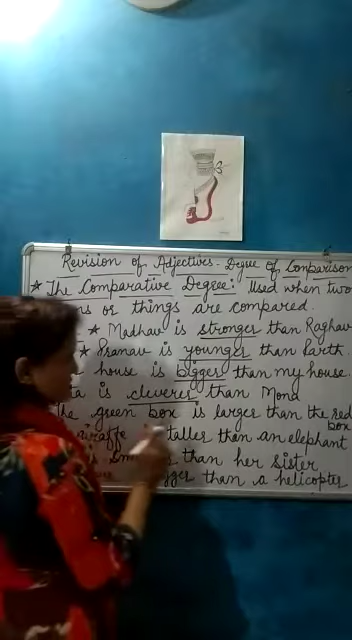 Revision of Adjectives - Degree of Comparison
★ The Comparative Degree: Used when two
or things are compared.
★ Madhav is stronger than Raghav
★ Pranav is younger than Parth.
house is bigger than my house.
is cleverer than Mona
The green box is larger than the red box
taller than an elephant
than her sister
than a helicopter